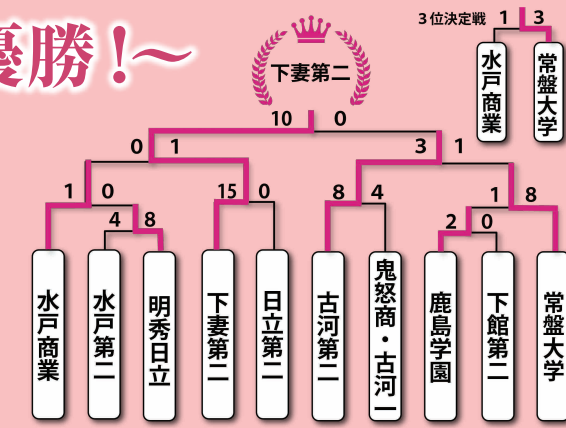 優勝!~
3位決定戦 1 3
水戸商業
常盤大学
下妻第二
10 0
0 1
3 1
1 0
15 0
8 4
1 8
4 8
2 0
水戸商業
水戸第二
明秀日立
下妻第二
日立第二
古河第二
鬼怒商・古河一
鹿島学園
下館第二
常盤大学